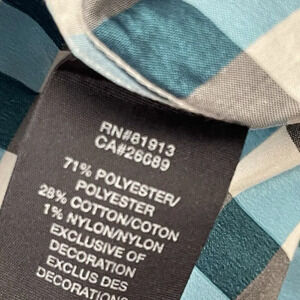 RN#81913
CA#26689
71% POLYESTER/
POLYESTER
28% COTTON/COTON
1% NYLON/NYLON
EXCLUSIVE OF
DECORATION
EXCLUS DES
DECORATIONS